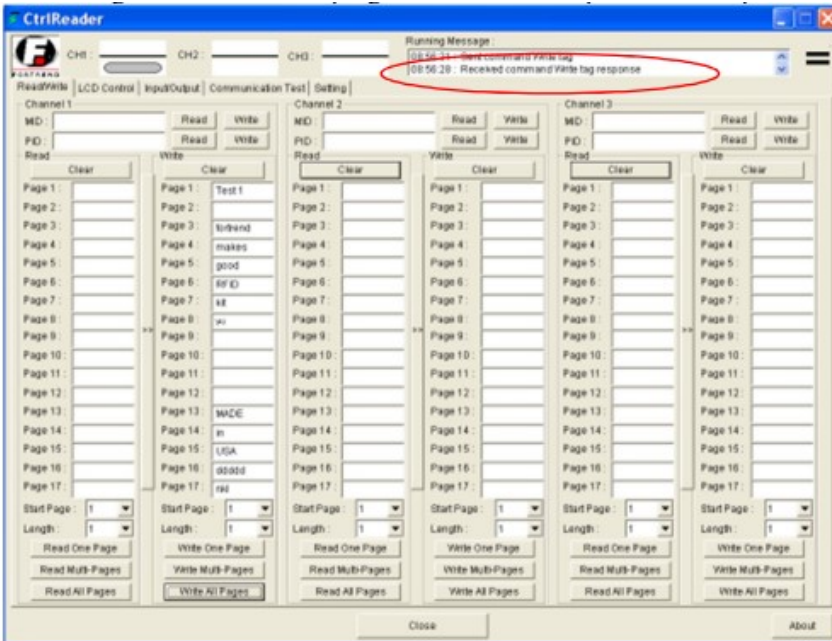 CtrlReader
CH1 : CH2 : CH3 :
Running Message :
08:56:21 : Sent command Write tag
08:56:28 : Received command Write tag response
FORTREND
Read/Write LCD Control Input/Output Communication Test Setting
Channel 1 Channel 2 Channel 3
MID : Read Write MID : Read Write MID : Read Write
PID : Read Write PID : Read Write PID : Read Write
Read Write Read Write Read Write
Clear Clear Clear Clear Clear Clear
Page 1 : Page 1 : Test 1 Page 1 : Page 1 : Page 1 : Page 1 :
Page 2 : Page 2 : Page 2 : Page 2 : Page 2 : Page 2 :
Page 3 : Page 3 : fortrend Page 3 : Page 3 : Page 3 : Page 3 :
Page 4 : Page 4 : makes Page 4 : Page 4 : Page 4 : Page 4 :
Page 5 : Page 5 : good Page 5 : Page 5 : Page 5 : Page 5 :
Page 6 : Page 6 : RFID Page 6 : Page 6 : Page 6 : Page 6 :
Page 7 : Page 7 : kit Page 7 : Page 7 : Page 7 : Page 7 :
Page 8 : Page 8 : Page 8 : Page 8 : Page 8 : Page 8 :
>> >> >>
Page 9 : Page 9 : Page 9 : Page 9 : Page 9 : Page 9 :
Page 10 : Page 10 : Page 10 : Page 10 : Page 10 : Page 10 :
Page 11 : Page 11 : Page 11 : Page 11 : Page 11 : Page 11 :
Page 12 : Page 12 : Page 12 : Page 12 : Page 12 : Page 12 :
Page 13 : Page 13 : MADE Page 13 : Page 13 : Page 13 : Page 13 :
Page 14 : Page 14 : in Page 14 : Page 14 : Page 14 : Page 14 :
Page 15 : Page 15 : USA Page 15 : Page 15 : Page 15 : Page 15 :
Page 16 : Page 16 : Page 16 : Page 16 : Page 16 : Page 16 :
Page 17 : Page 17 : Page 17 : Page 17 : Page 17 : Page 17 :
Start Page : 1 Start Page : 1 Start Page : 1 Start Page : 1 Start Page : 1 Start Page : 1
Length : 1 Length : 1 Length : 1 Length : 1 Length : 1 Length : 1
Read One Page Write One Page Read One Page Write One Page Read One Page Write One Page
Read Multi-Pages Write Multi-Pages Read Multi-Pages Write Multi-Pages Read Multi-Pages Write Multi-Pages
Read All Pages Write All Pages Read All Pages Write All Pages Read All Pages Write All Pages
Close About